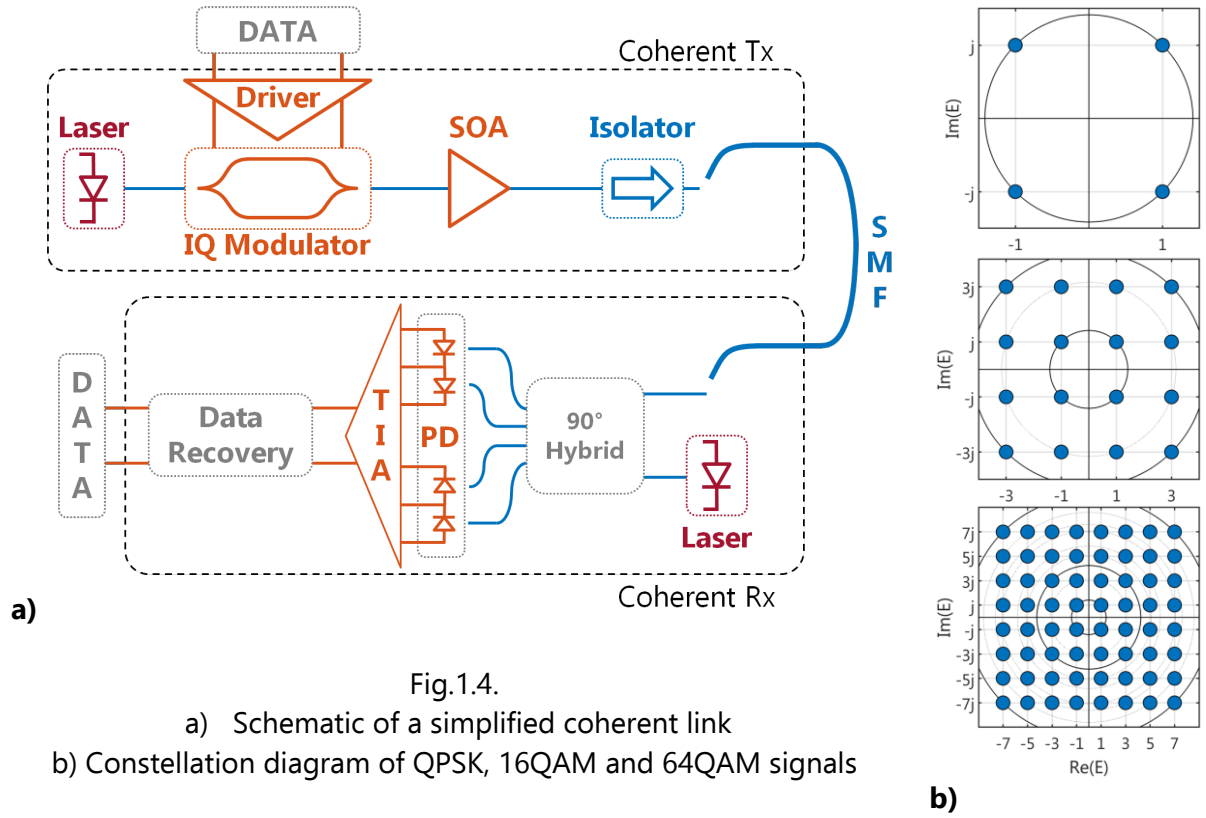 DATA
Coherent Tx
Driver
Laser
SOA
Isolator
IQ Modulator
S
M
F
D
A
T
A
Data
Recovery
T
I
A
PD
90°
Hybrid
Laser
Coherent Rx
a)
Fig.1.4.
a) Schematic of a simplified coherent link
b) Constellation diagram of QPSK, 16QAM and 64QAM signals
Im(E)
j
-j
-1 1
Im(E)
3j
j
-j
-3j
-3 -1 1 3
Im(E)
7j
5j
3j
j
-j
-3j
-5j
-7j
-7 -5 -3 -1 1 3 5 7
Re(E)
b)